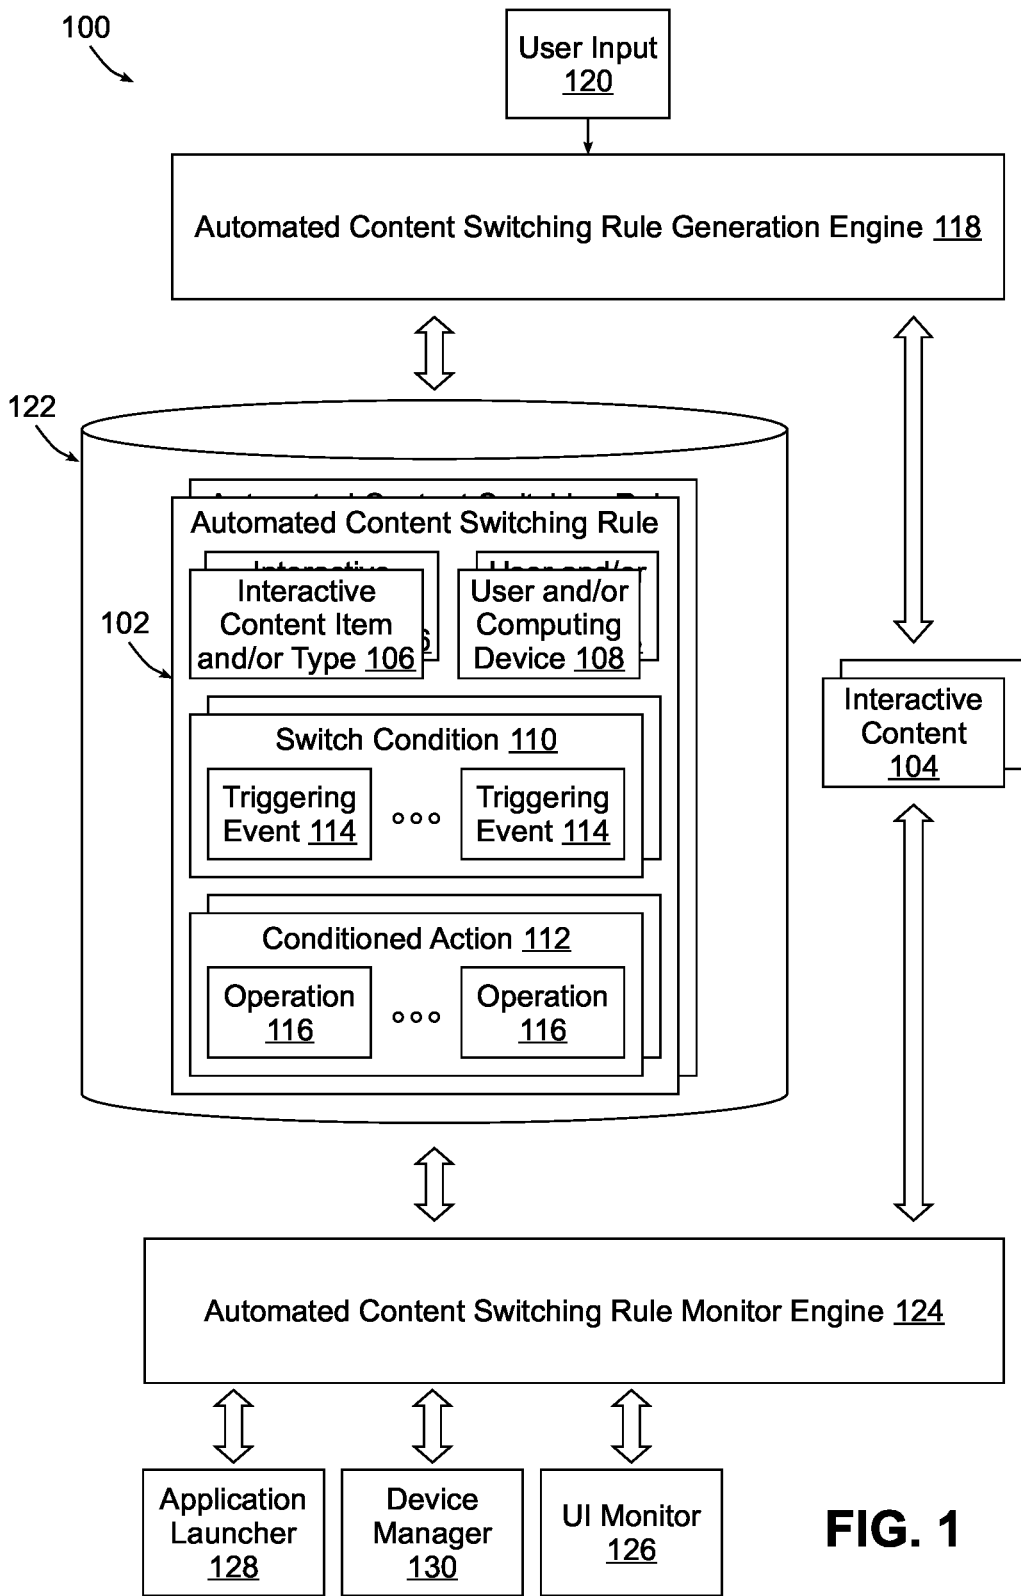 100
User Input
120
Automated Content Switching Rule Generation Engine 118
122
Automated Content Switching Rule
102
Interactive
Content Item
and/or Type 106
User and/or
Computing
Device 108
Switch Condition 110
Triggering
Event 114
Triggering
Event 114
Conditioned Action 112
Operation
116
Operation
116
Interactive
Content
104
Automated Content Switching Rule Monitor Engine 124
Application
Launcher
128
Device
Manager
130
UI Monitor
126
FIG. 1